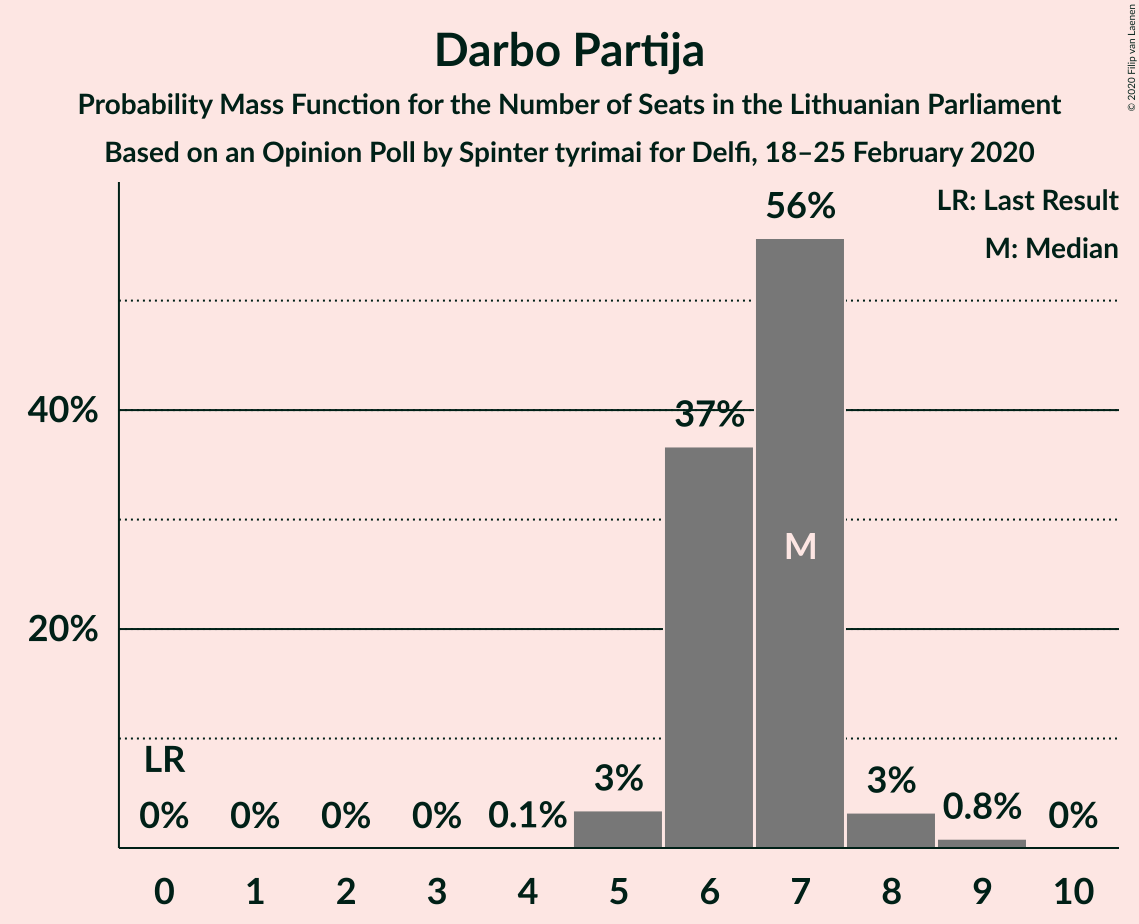 Darbo Partija
Probability Mass Function for the Number of Seats in the Lithuanian Parliament
Based on an Opinion Poll by Spinter tyrimai for Delfi, 18–25 February 2020
© 2020 Filip van Laenen
LR: Last Result
M: Median
56%
40%
37%
M
20%
LR
0% 0% 0% 0% 0.1% 3% 3% 0.8% 0%
0 1 2 3 4 5 6 7 8 9 10